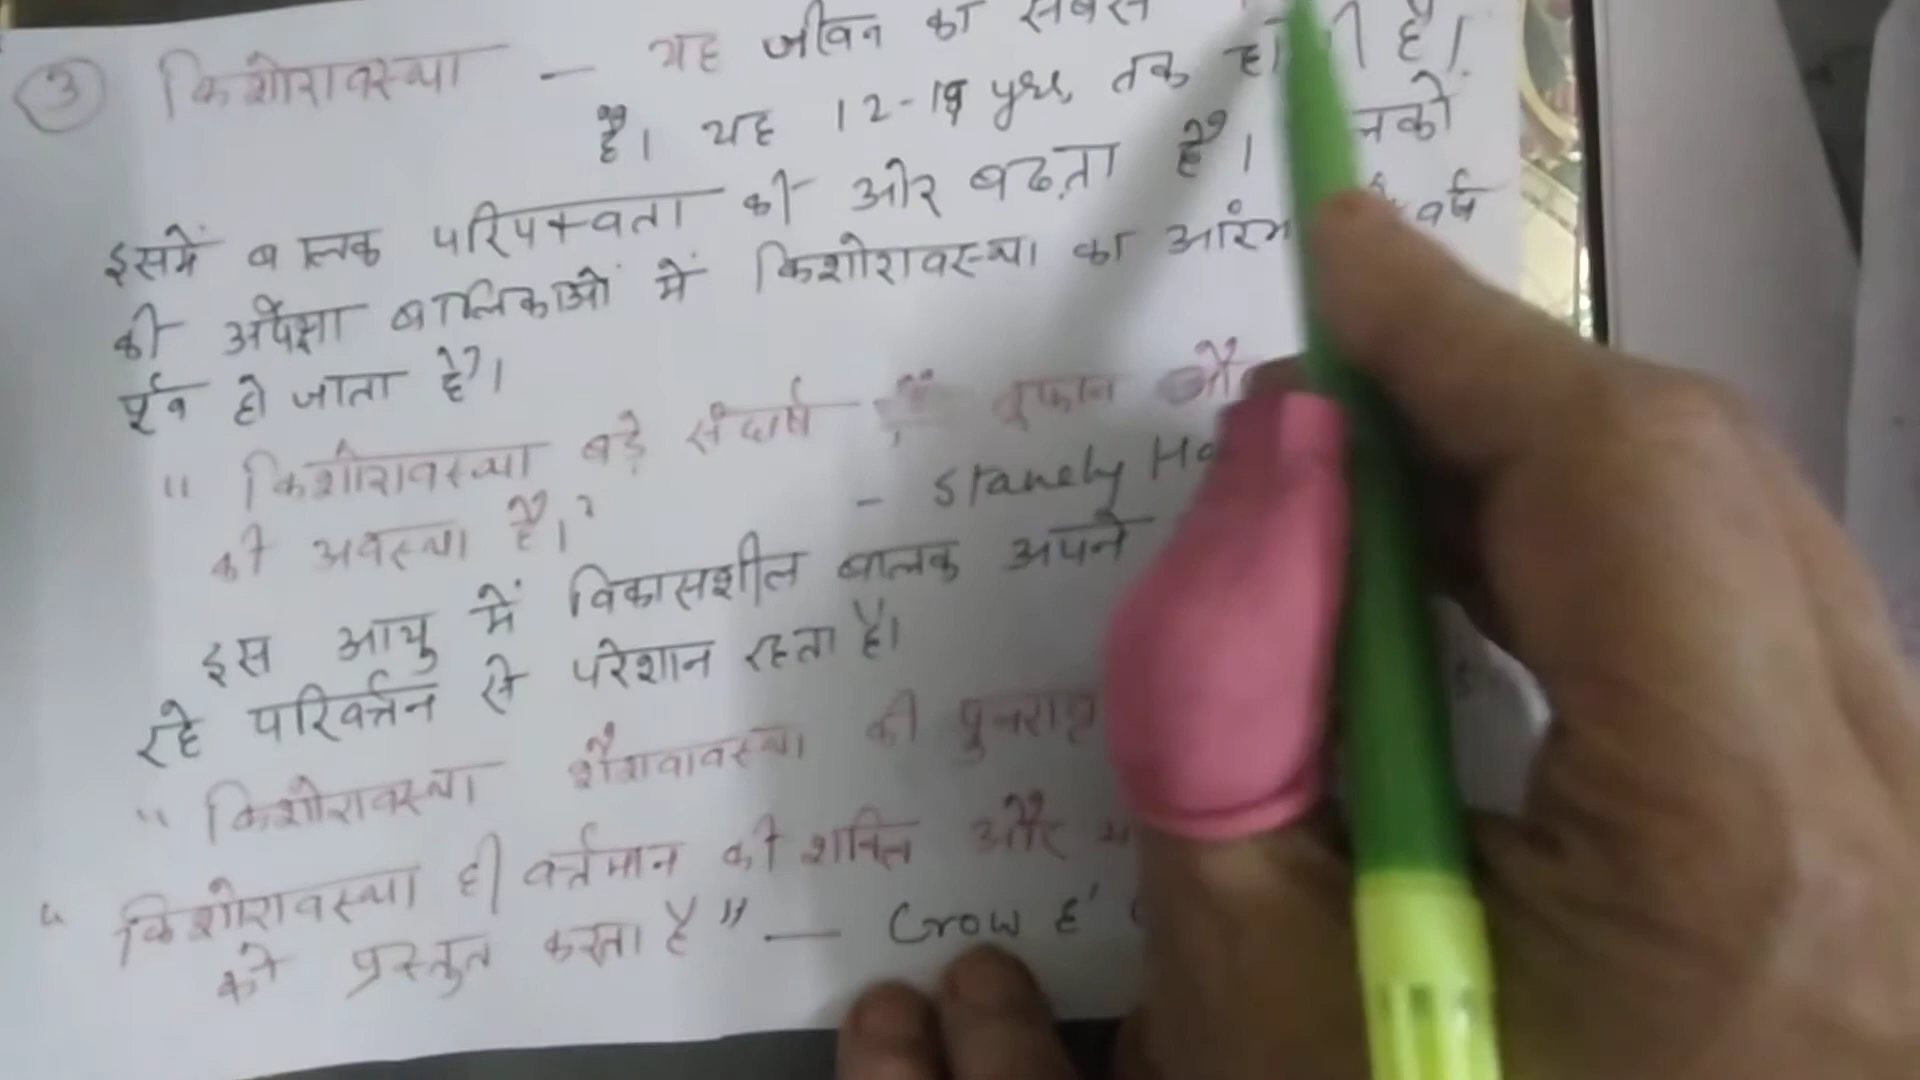 ③ किशोरावस्था — यह जीवन का सबसे
है। यह 12-19 yrs, तक होती है।
इसमें बालक परिपक्वता की ओर बढ़ता है।
की अपेक्षा बालिकाओं में किशोरावस्था का आरंभ वर्ष
पूर्व हो जाता है।
"किशोरावस्था बड़े संघर्ष तूफान
की अवस्था है।"
- Stanely
इस आयु में विकासशील बालक अपने
रहे परिवर्त्तन से परेशान रहता है।
"किशोरावस्था शैशवावस्था की
"किशोरावस्था ही वर्त्तमान की शक्ति और
को प्रस्तुत करता है" — Crow &